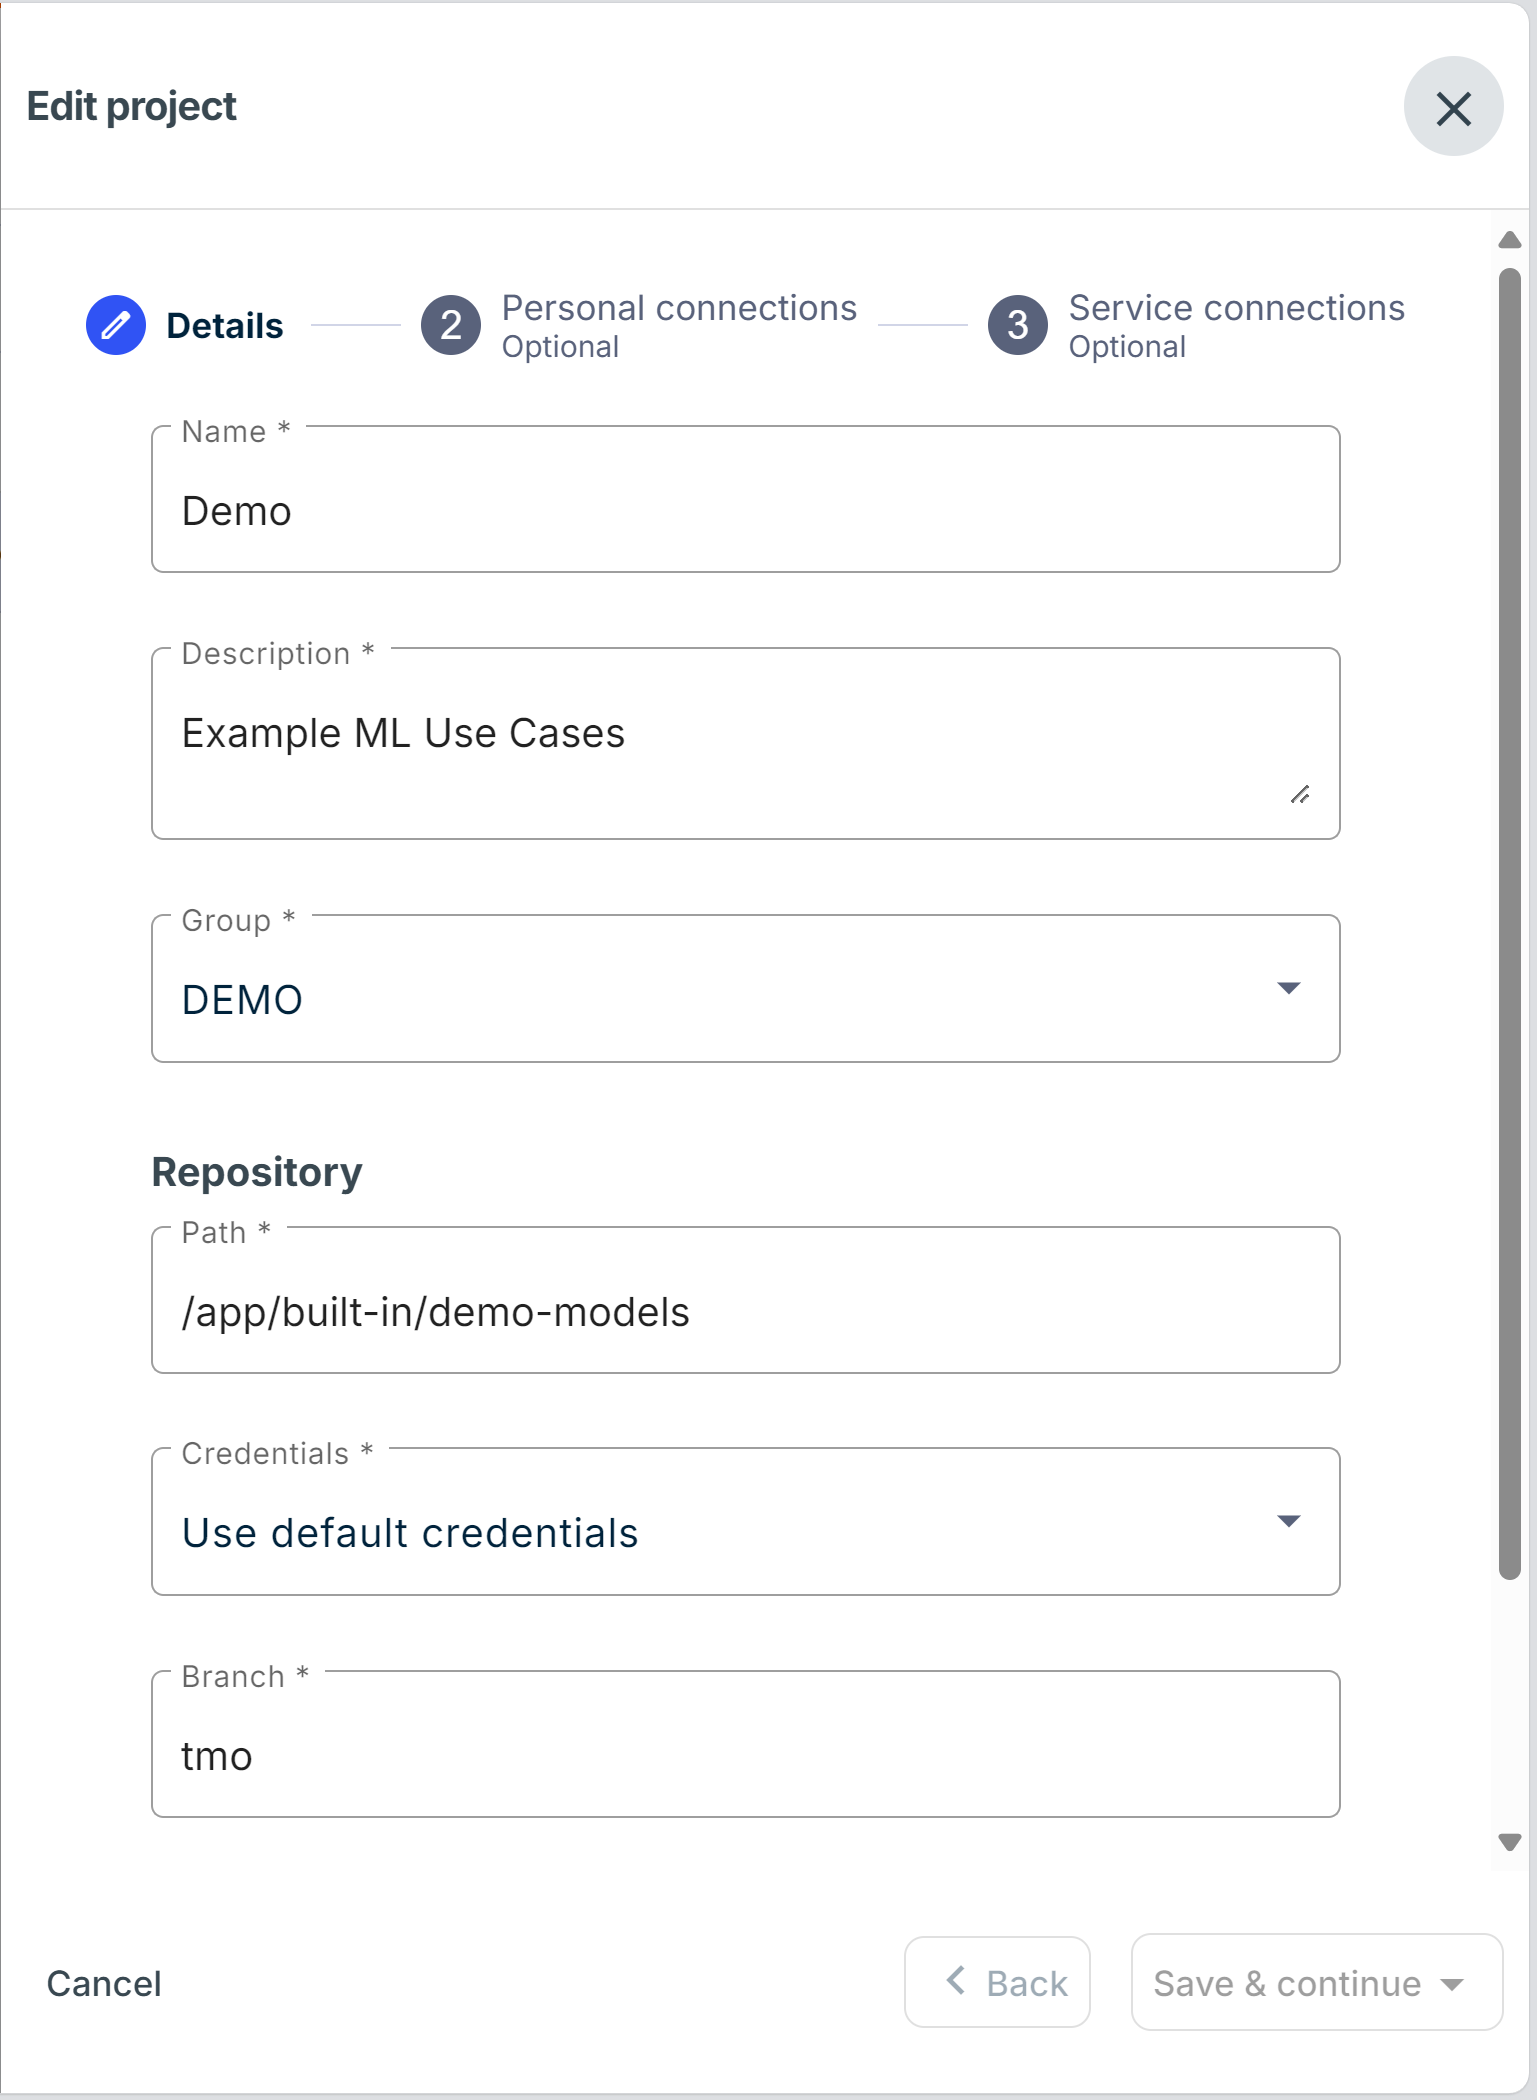 Edit project
Details
2
Personal connections
Optional
3
Service connections
Optional
Name *
Demo
Description *
Example ML Use Cases
Group *
DEMO
Repository
Path *
/app/built-in/demo-models
Credentials *
Use default credentials
Branch *
tmo
Cancel
Back
Save & continue